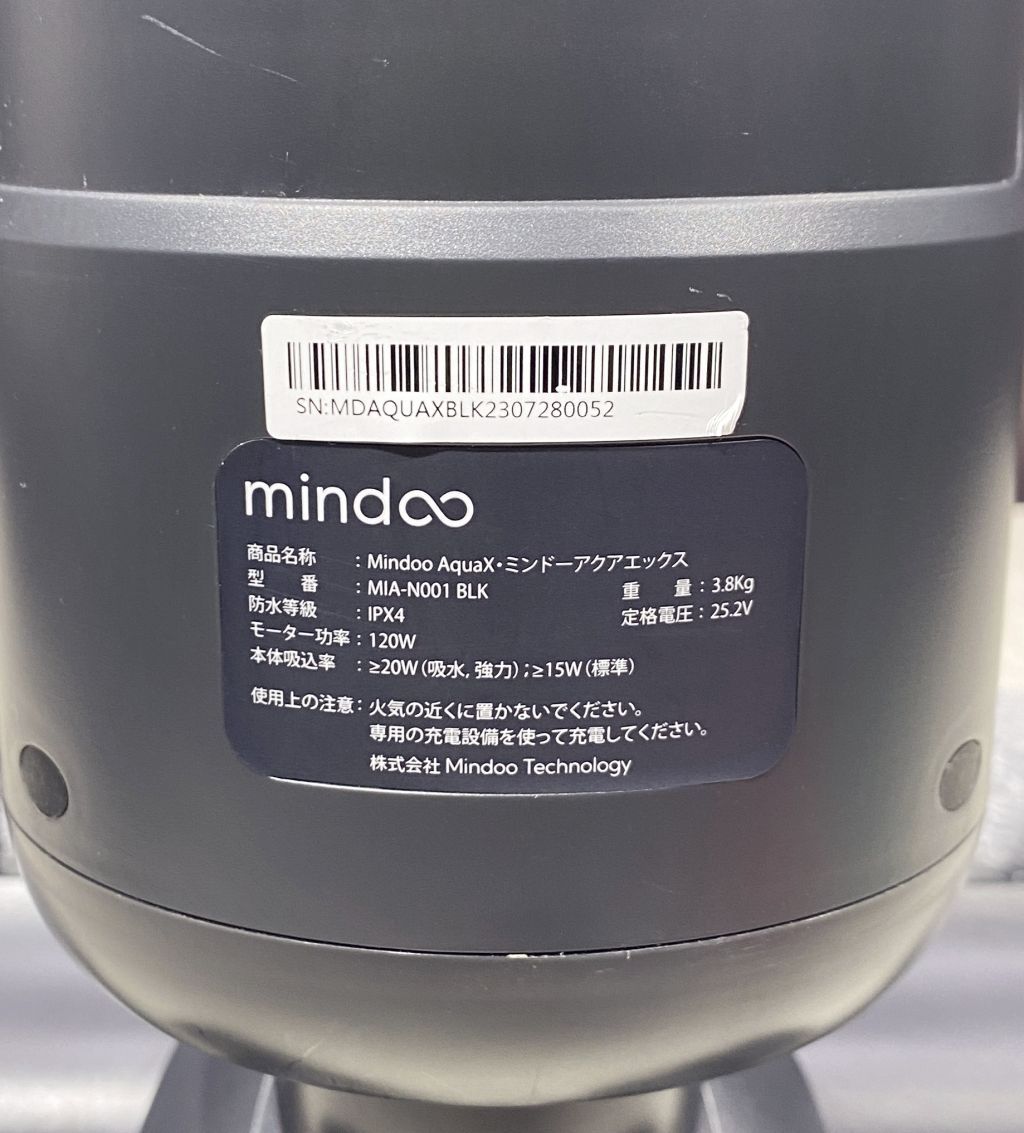 SN:MDAQUAXBLK2307280052
mindoo
商品名称 : Mindoo AquaX・ミンドーアクアエックス
型 番 : MIA-N001 BLK 重 量 : 3.8Kg
防水等級 : IPX4 定格電圧 : 25.2V
モーター功率 : 120W
本体吸込率 : ≥20W（吸水, 強力）; ≥15W（標準）
使用上の注意 : 火気の近くに置かないでください。
専用の充電設備を使って充電してください。
株式会社 Mindoo Technology